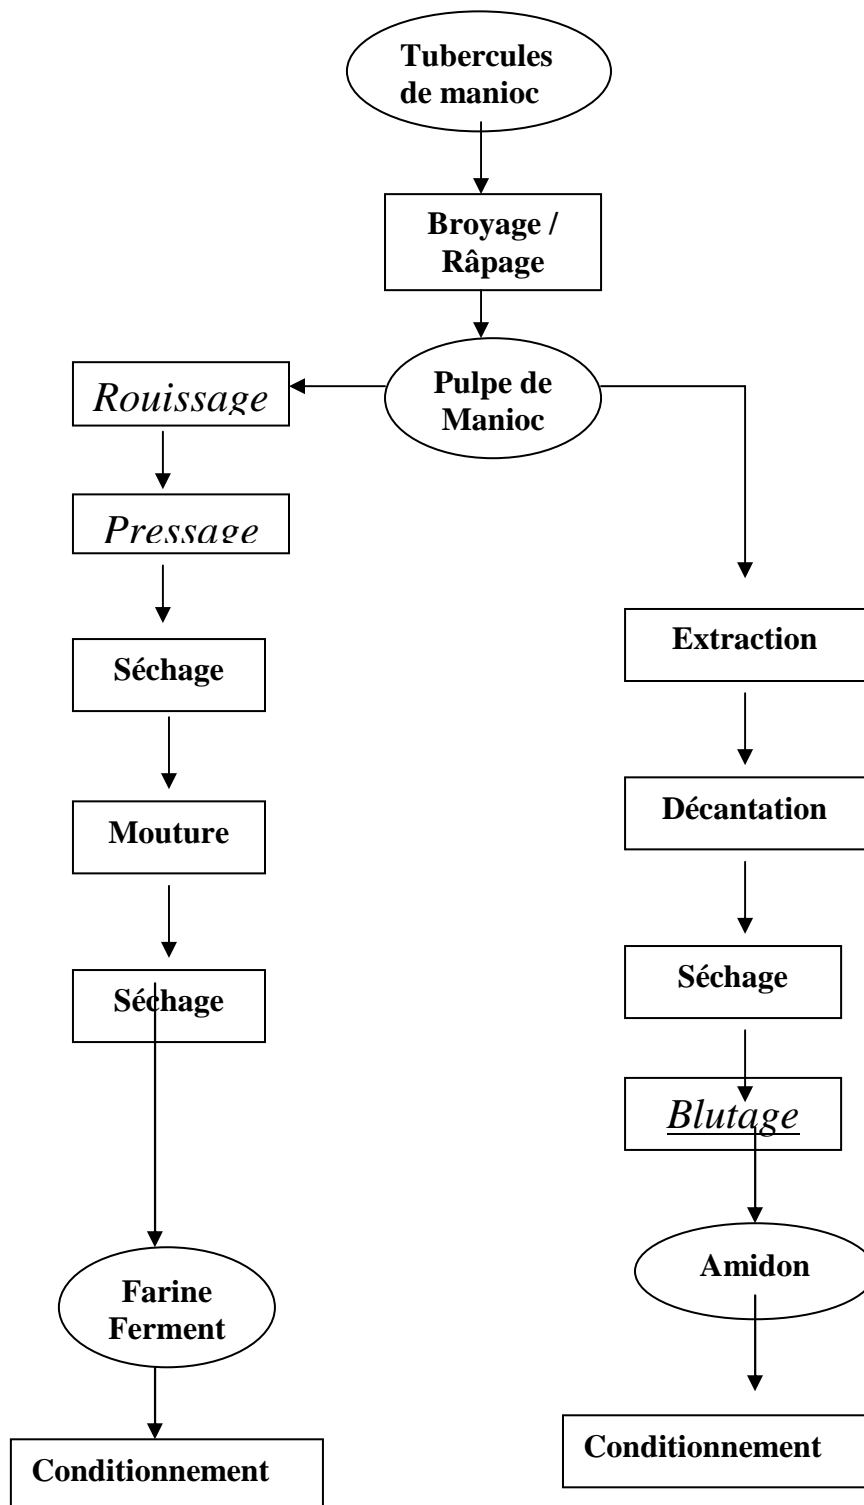 Tubercules
de manioc
Broyage /
Râpage
Pulpe de
Manioc
Rouissage
Pressage
Séchage
Mouture
Séchage
Farine
Ferment
Conditionnement
Extraction
Décantation
Séchage
Blutage
Amidon
Conditionnement